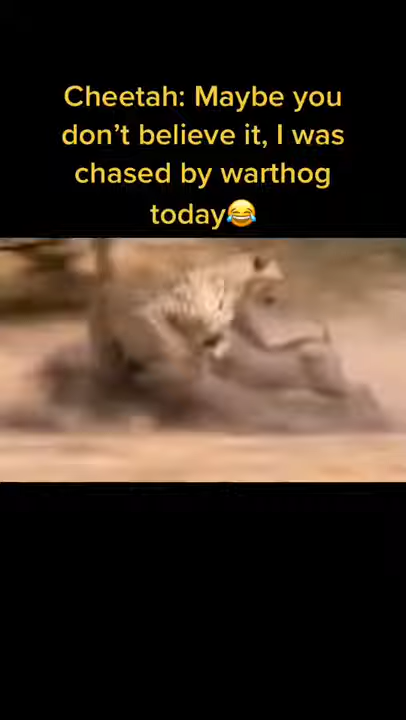 Cheetah: Maybe you
don’t believe it, I was
chased by warthog
today😂